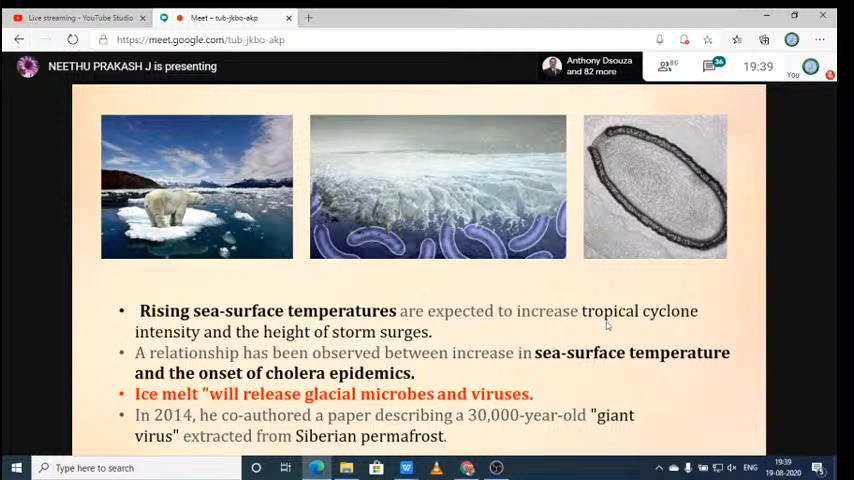 Live streaming - YouTube Studio
Meet – tub-jkbo-akp
https://meet.google.com/tub-jkbo-akp
NEETHU PRAKASH J is presenting
Anthony Dsouza
and 82 more
86
36
19:39
You
Rising sea-surface temperatures are expected to increase tropical cyclone
intensity and the height of storm surges.
A relationship has been observed between increase in sea-surface temperature
and the onset of cholera epidemics.
Ice melt "will release glacial microbes and viruses.
In 2014, he co-authored a paper describing a 30,000-year-old "giant
virus" extracted from Siberian permafrost.
Type here to search
ENG
19:39
19-08-2020